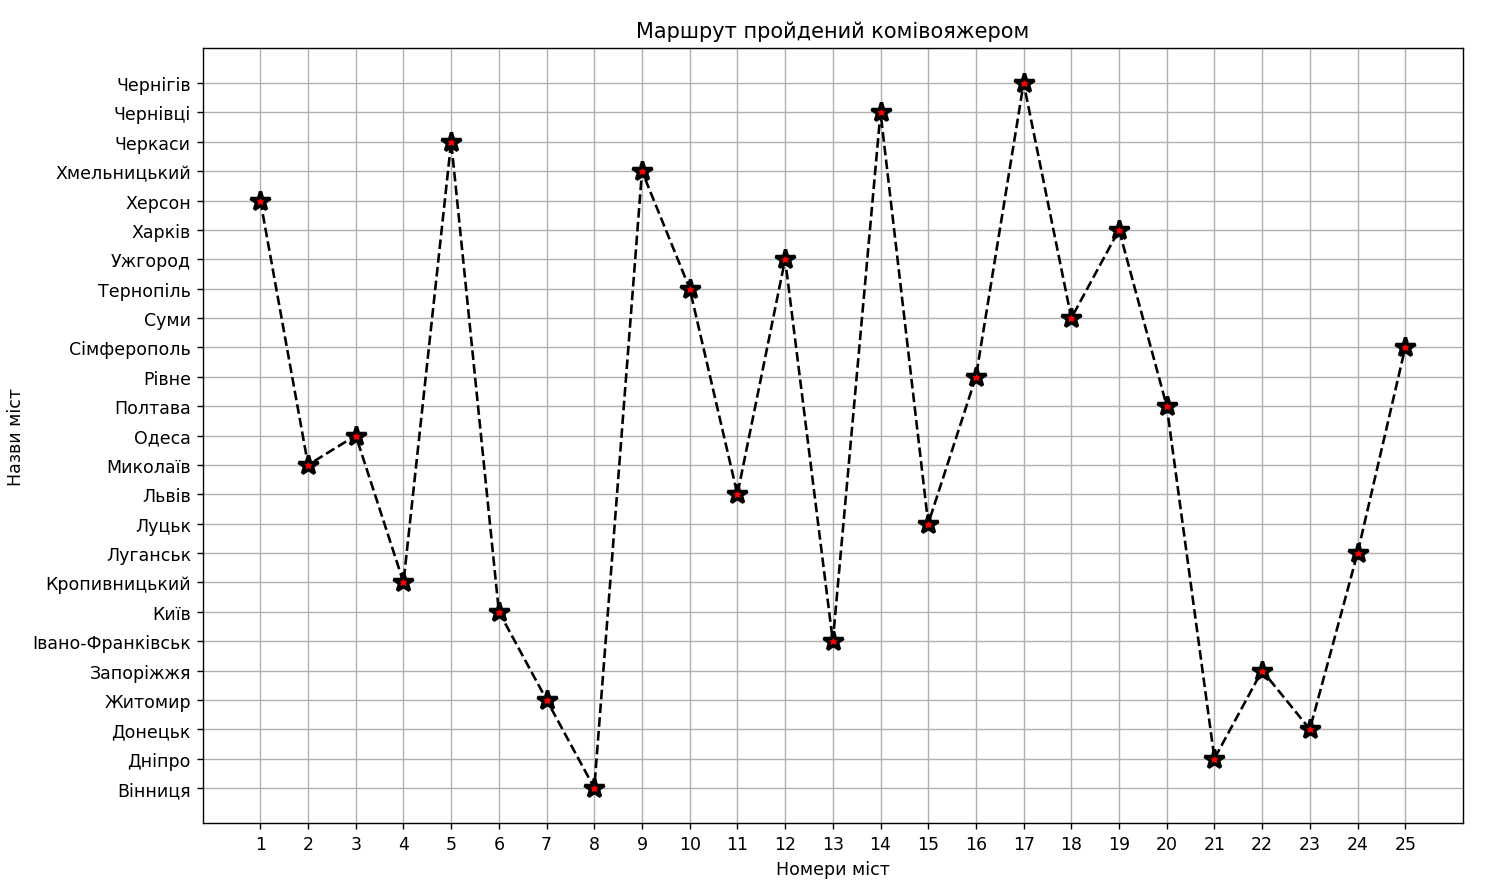 Маршрут пройдений комівояжером
Назви міст
Чернігів
Чернівці
Черкаси
Хмельницький
Херсон
Харків
Ужгород
Тернопіль
Суми
Сімферополь
Рівне
Полтава
Одеса
Миколаїв
Львів
Луцьк
Луганськ
Кропивницький
Київ
Івано-Франківськ
Запоріжжя
Житомир
Донецьк
Дніпро
Вінниця
1 2 3 4 5 6 7 8 9 10 11 12 13 14 15 16 17 18 19 20 21 22 23 24 25
Номери міст